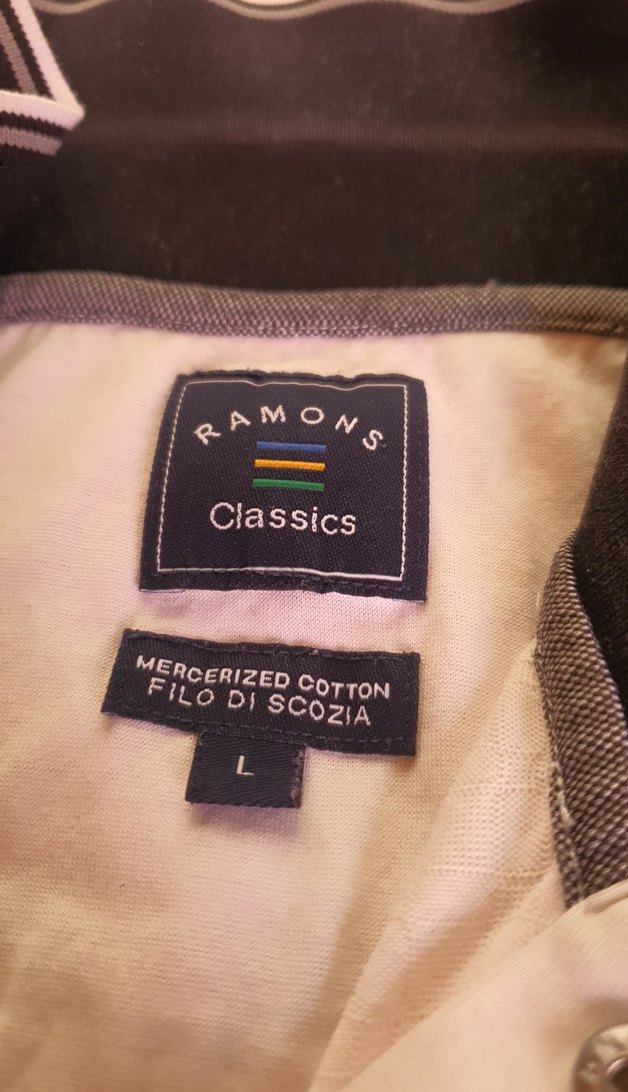 RAMONS
Classics
MERCERIZED COTTON
FILO DI SCOZIA
L